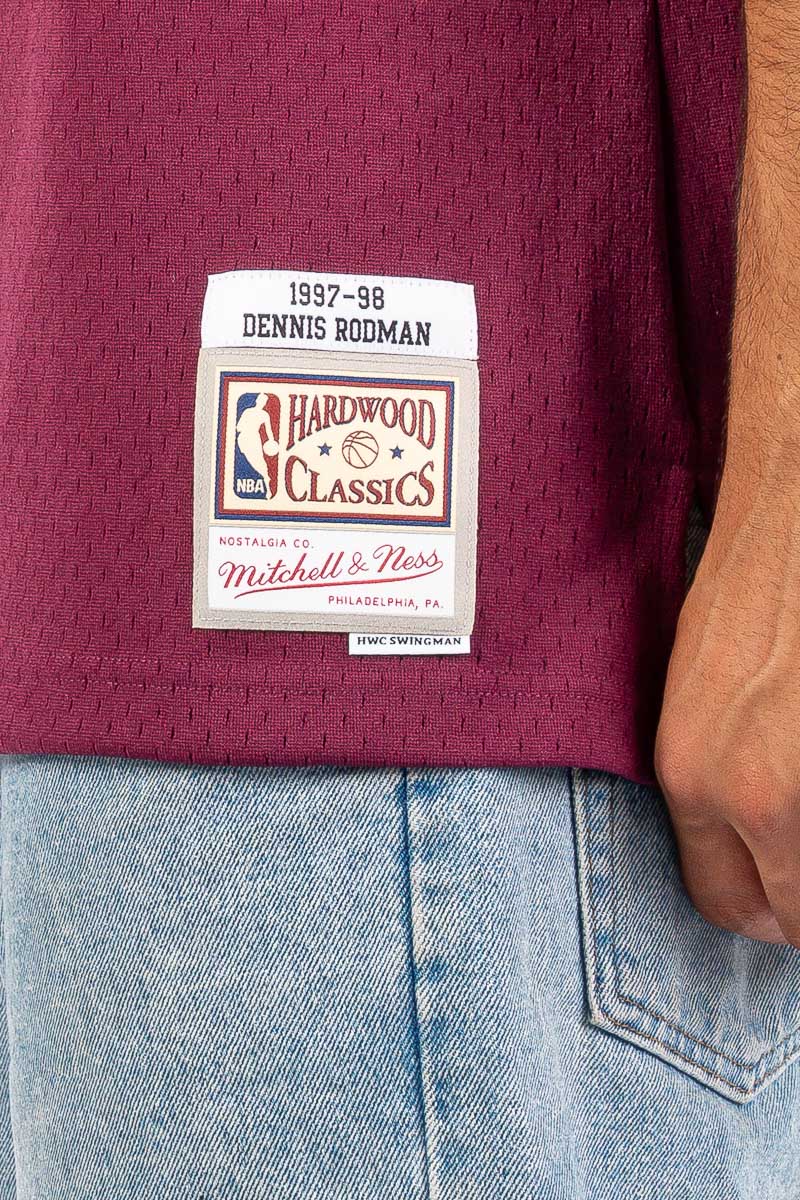 1997-98
DENNIS RODMAN
HARDWOOD
NBA
CLASSICS
NOSTALGIA CO.
Mitchell & Ness
PHILADELPHIA, PA.
HWC SWINGMAN